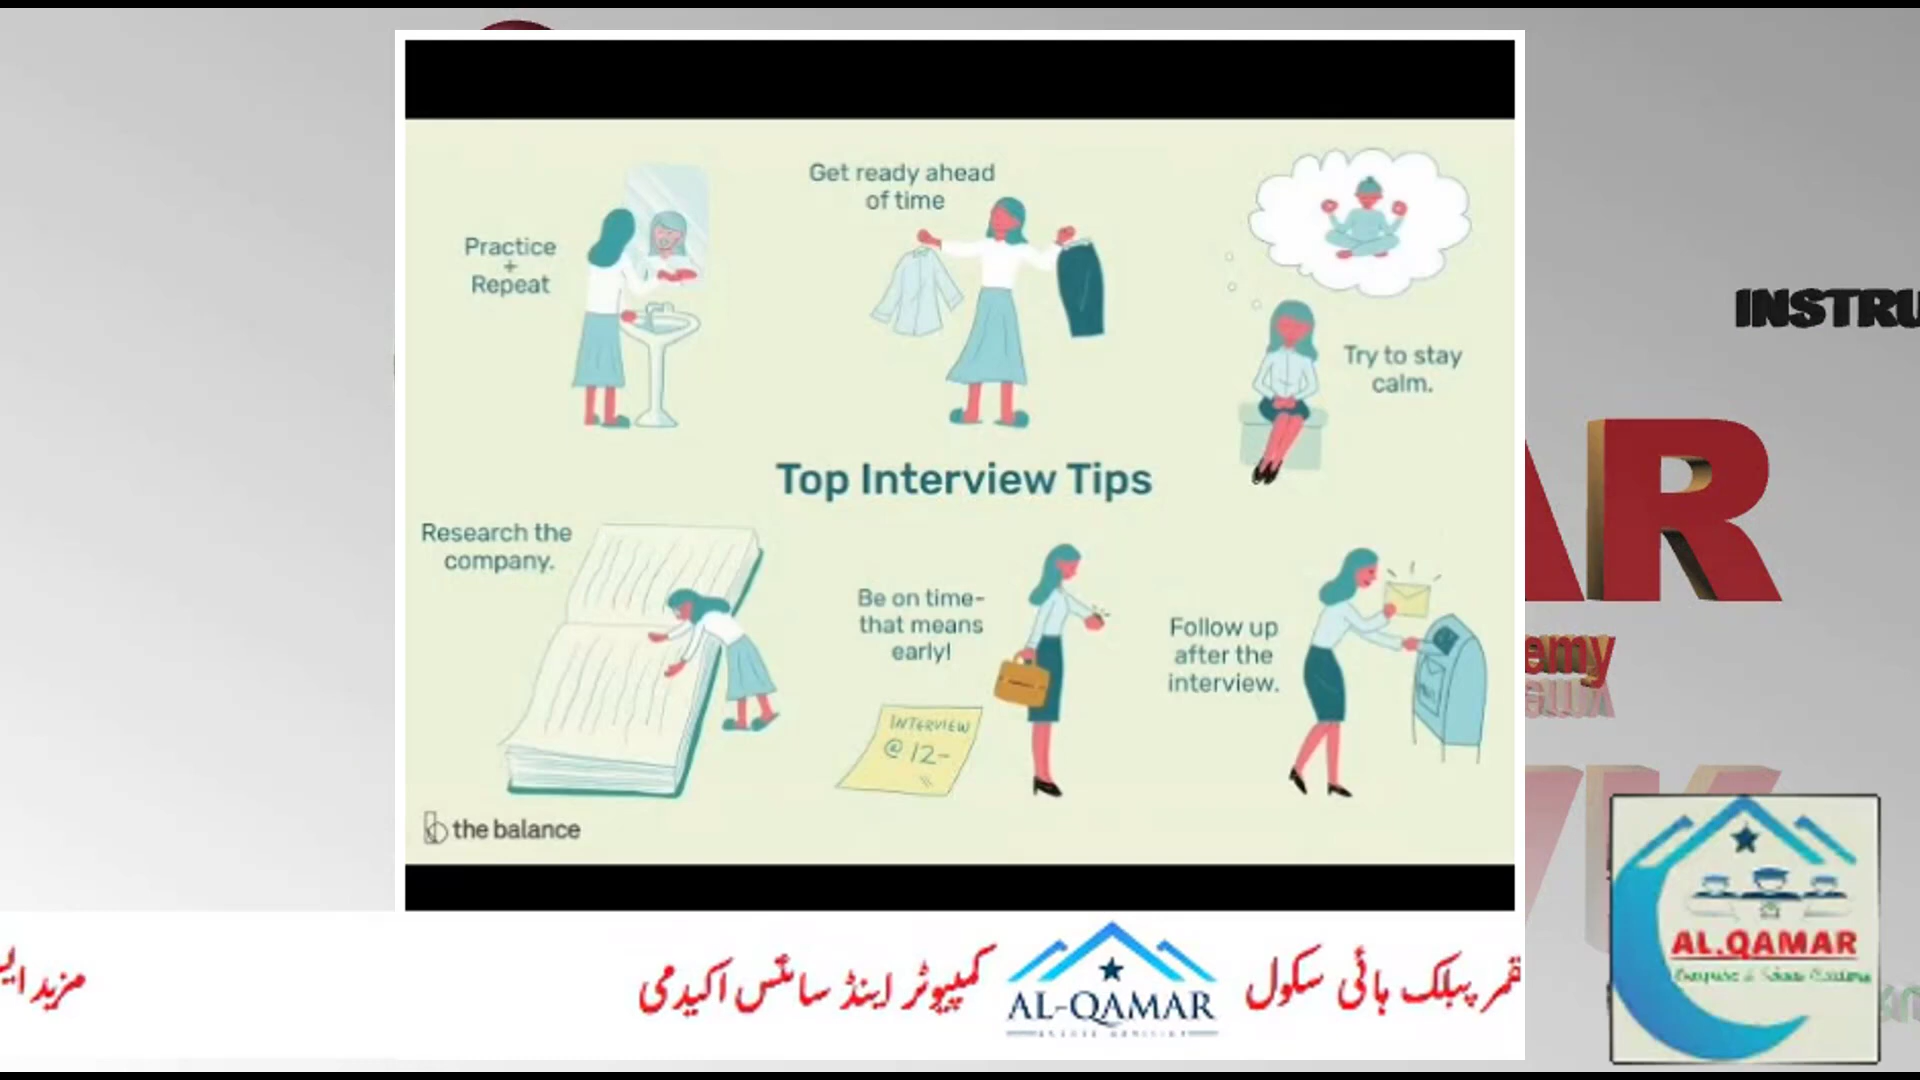 Practice
+
Repeat
Get ready ahead
of time
Try to stay
calm.
Top Interview Tips
Research the
company.
Be on time-
that means
early!
INTERVIEW
@ 12-
Follow up
after the
interview.
the balance
INSTRU
AR
emy
مزید
قمر پبلک ہائی سکول
AL-QAMAR
کمپیوٹر اینڈ سائنس اکیڈمی
AL.QAMAR